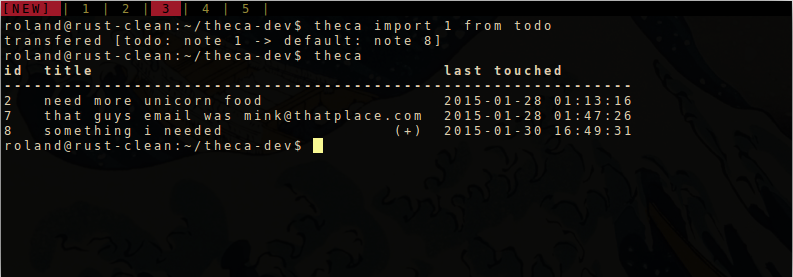 [NEW] | 1 | 2 | 3 | 4 | 5 |
roland@rust-clean:~/theca-dev$ theca import 1 from todo
transfered [todo: note 1 -> default: note 8]
roland@rust-clean:~/theca-dev$ theca
id  title                                   last touched
---------------------------------------------------------------
2   need more unicorn food                  2015-01-28 01:13:16
7   that guys email was mink@thatplace.com  2015-01-28 01:47:26
8   something i needed                 (+)  2015-01-30 16:49:31
roland@rust-clean:~/theca-dev$